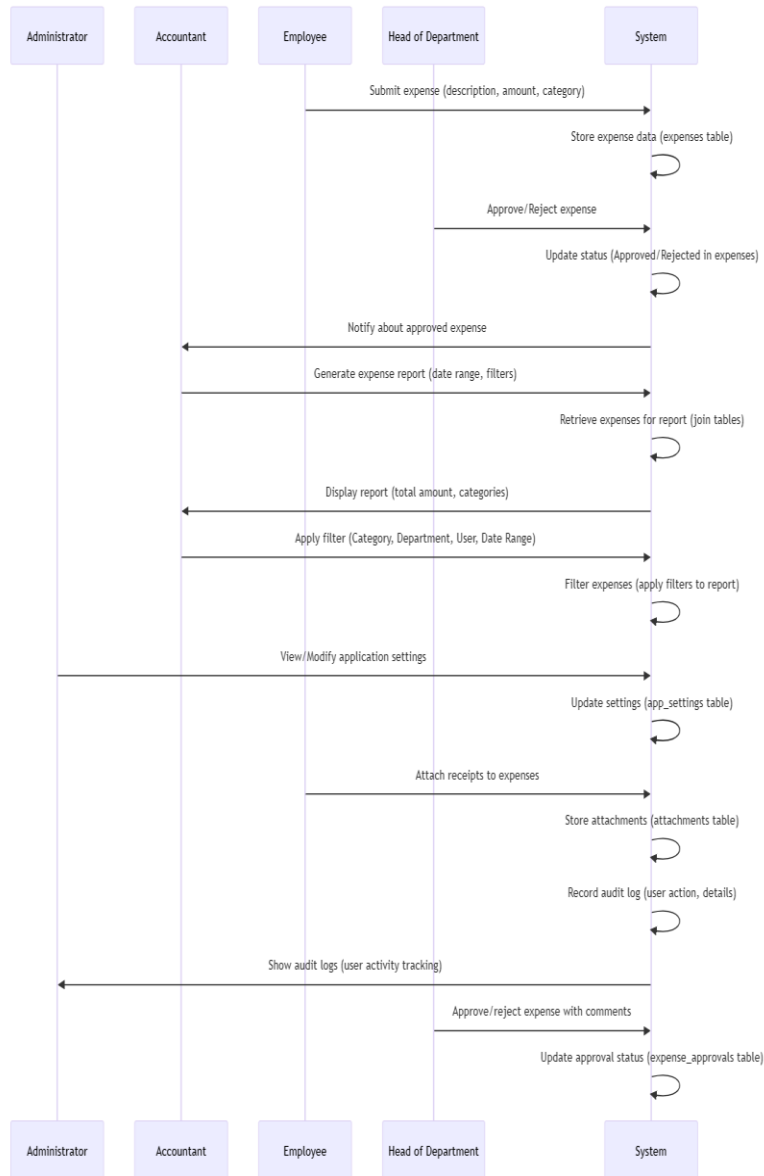 Administrator Accountant Employee Head of Department System
Submit expense (description, amount, category)
Store expense data (expenses table)
Approve/Reject expense
Update status (Approved/Rejected in expenses)
Notify about approved expense
Generate expense report (date range, filters)
Retrieve expenses for report (join tables)
Display report (total amount, categories)
Apply filter (Category, Department, User, Date Range)
Filter expenses (apply filters to report)
View/Modify application settings
Update settings (app_settings table)
Attach receipts to expenses
Store attachments (attachments table)
Record audit log (user action, details)
Show audit logs (user activity tracking)
Approve/reject expense with comments
Update approval status (expense_approvals table)
Administrator Accountant Employee Head of Department System